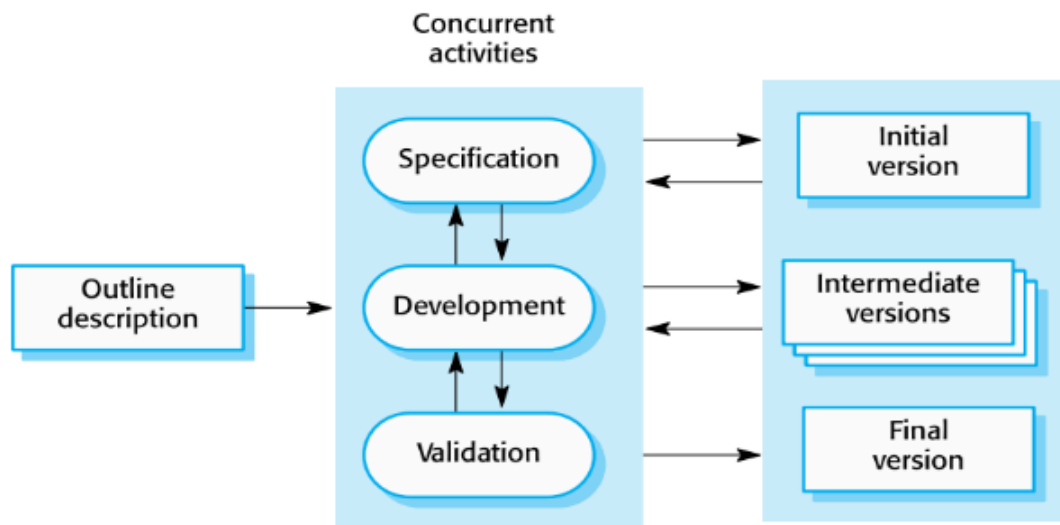 Concurrent
activities
Specification
Initial
version
Outline
description
Development
Intermediate
versions
Validation
Final
version